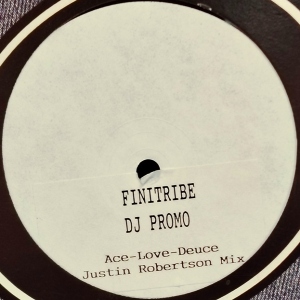 FINITRIBE
DJ PROMO
Ace-Love-Deuce
Justin Robertson Mix